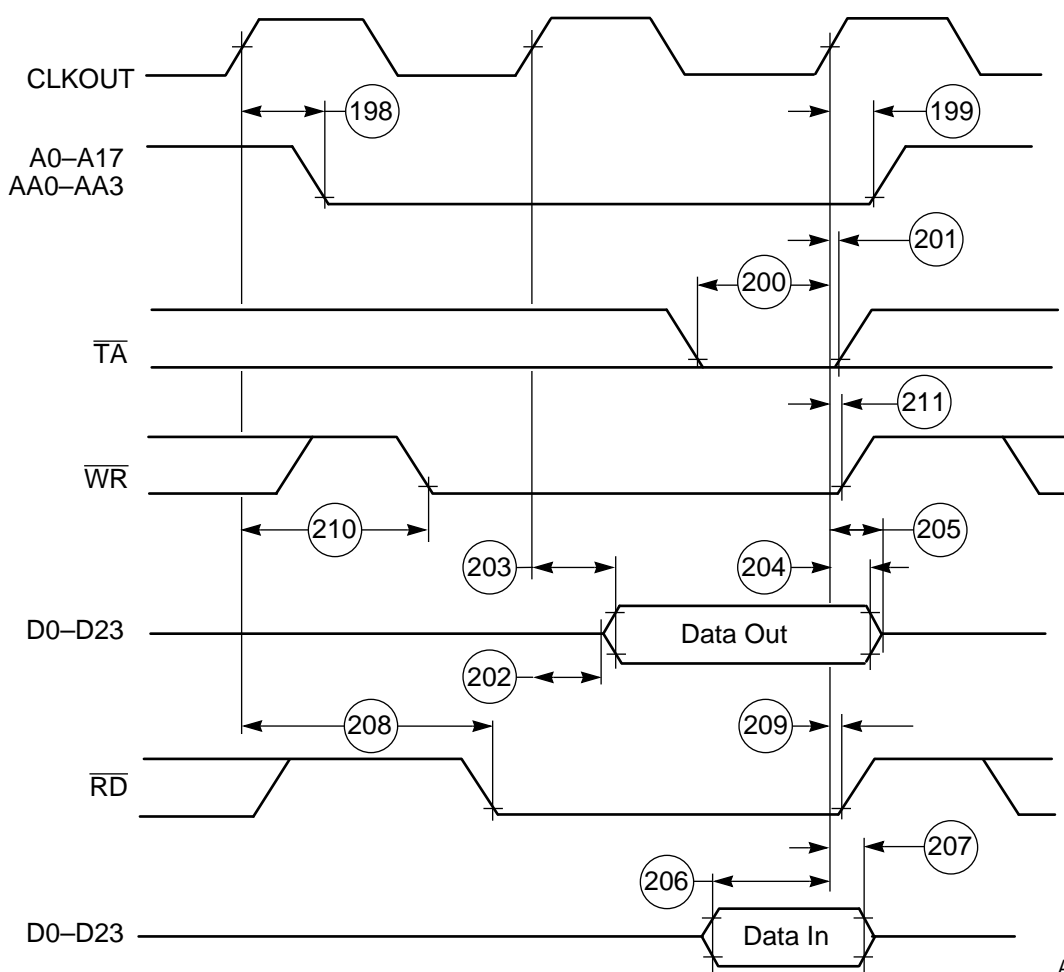 CLKOUT
198
199
A0–A17
AA0–AA3
201
200
TA
211
WR
210
205
203
204
D0–D23
Data Out
202
208
209
RD
207
206
D0–D23
Data In